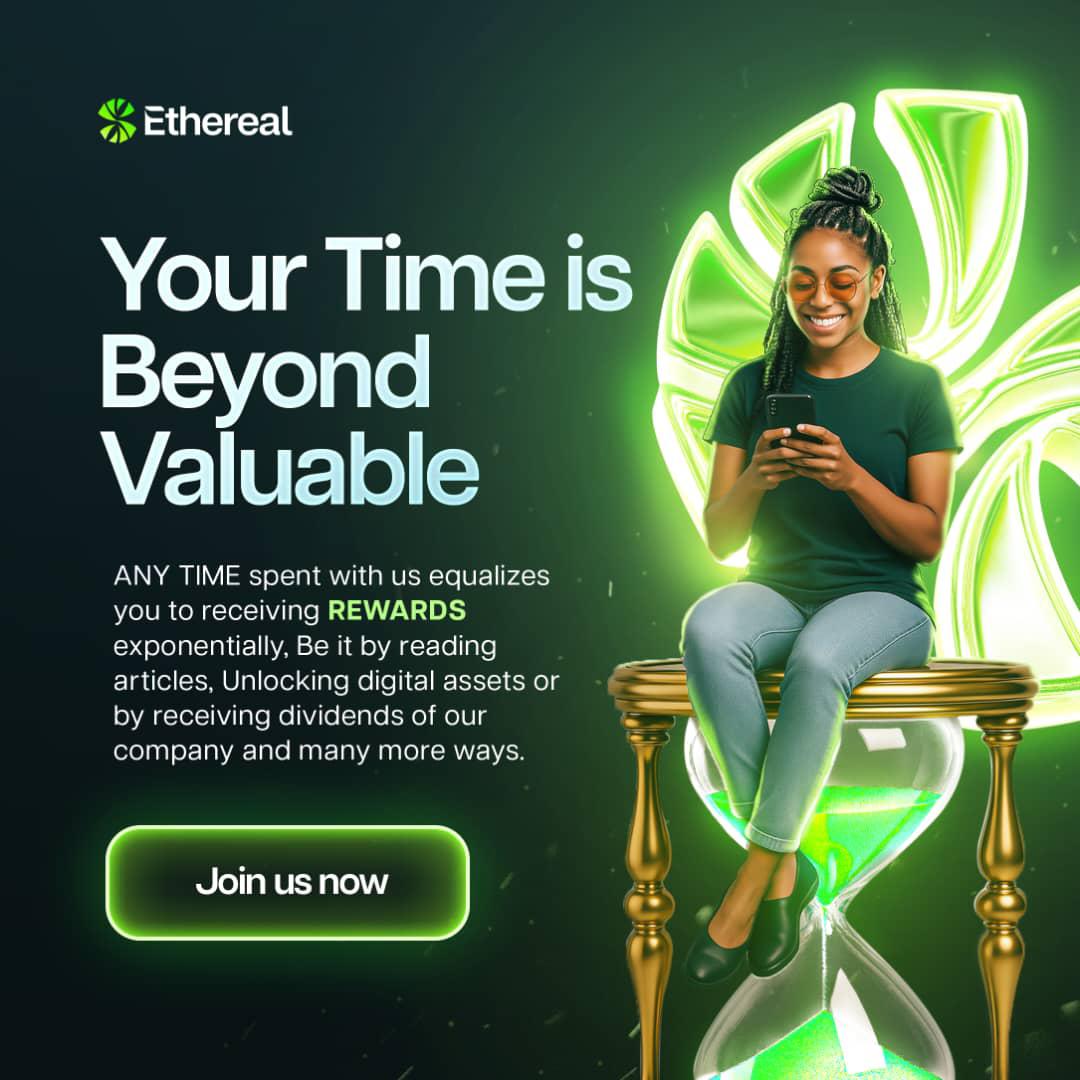 Ethereal
Your Time is
Beyond
Valuable
ANY TIME spent with us equalizes
you to receiving REWARDS
exponentially, Be it by reading
articles, Unlocking digital assets or
by receiving dividends of our
company and many more ways.
Join us now